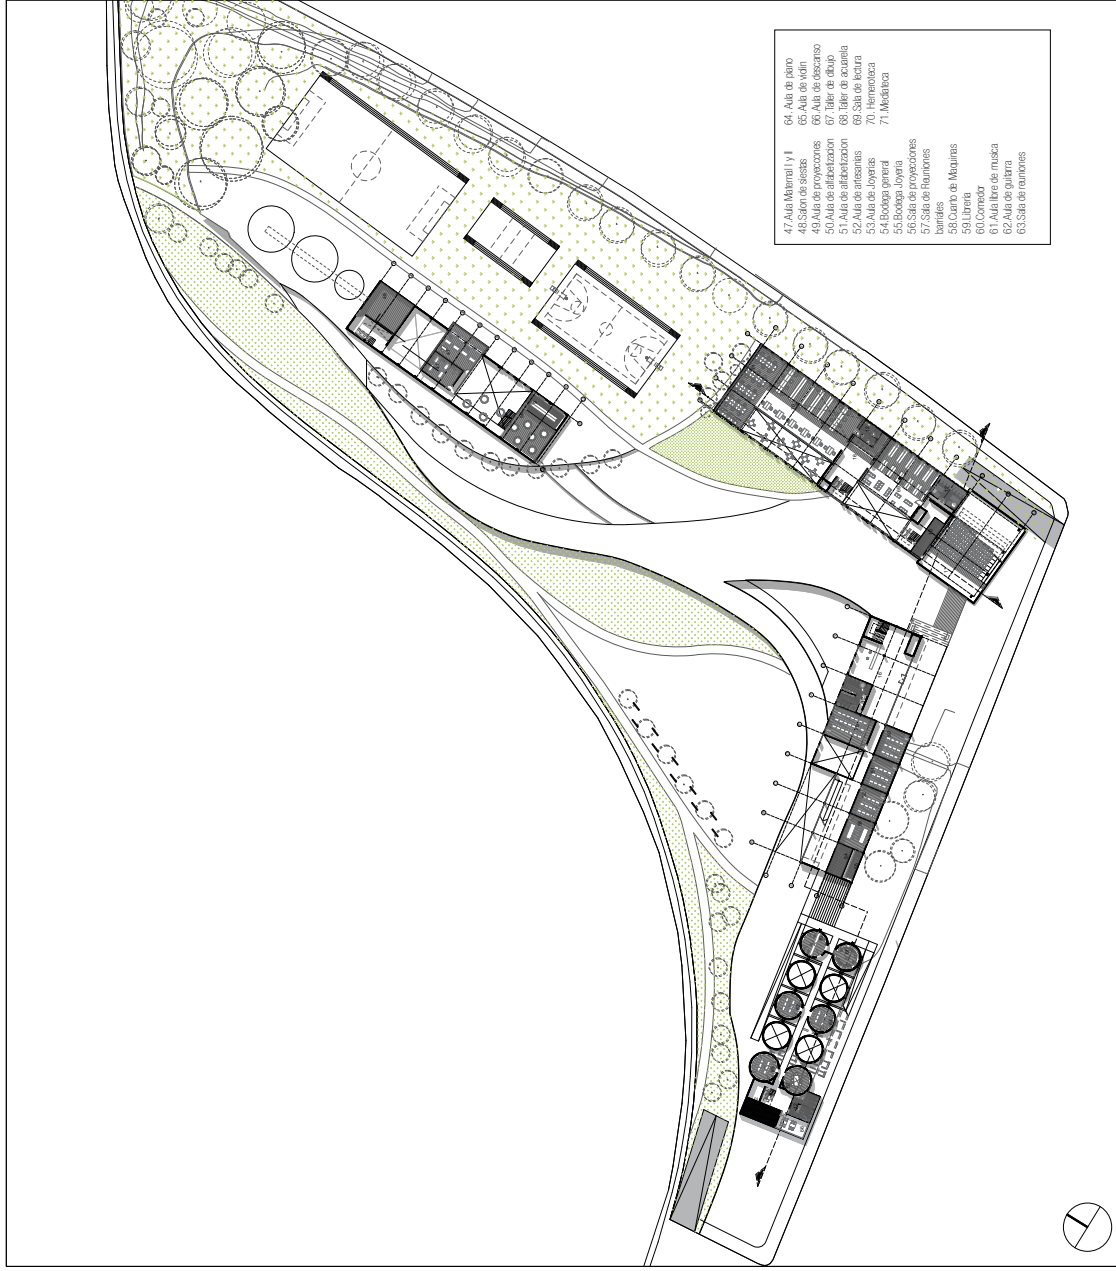 47.Aula Maternal I y II
48.Salon de siestas
49.Aula de proyecciones
50.Aula de alfabetizacion
51.Aula de alfabetizacion
52.Aula de artesanias
53.Aula de Joyerias
54.Bodega general
55.Bodega Joyeria
56.Sala de proyecciones
57.Sala de Reuniones
barriales
58.Cuarto de Maquinas
59.Libreria
60.Comedor
61.Aula libre de musica
62.Aula de guitarra
63.Sala de reuniones
64. Aula de piano
65.Aula de violin
66.Aula de descanso
67.Taller de dibujo
68.Taller de acuarela
69.Sala de lectura
70.Hemeroteca
71.Mediateca